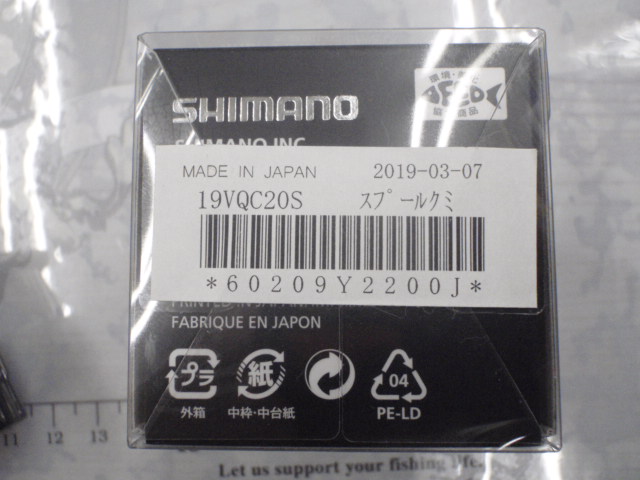 SHIMANO
SHIMANO INC.
MADE IN JAPAN 2019-03-07
19VQC20S スプールクミ
*60209Y2200J*
FABRIQUE EN JAPON
プラ 紙 04
外箱 中枠・中台紙 PE-LD
11 12 13
Let us support your fishing life.